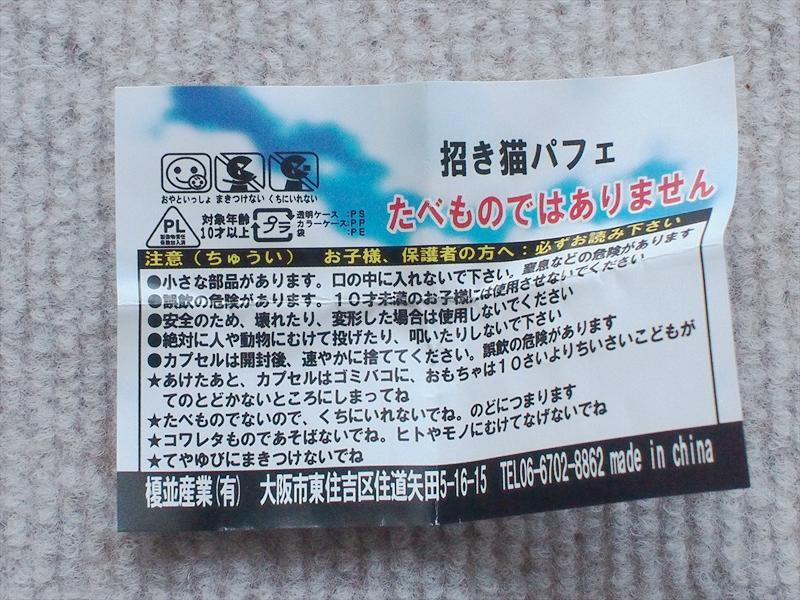 招き猫パフェ
たべものではありません
おやといっしょ まきつけない くちにいれない
PL
対象年齢
10才以上
プラ
透明ケース :PS
カラーケース:PP
袋 :PE
注意(ちゅうい) お子様、保護者の方へ:必ずお読み下さい
●小さな部品があります。口の中に入れないで下さい。窒息などの危険があります
●誤飲の危険があります。10才未満のお子様には使用させないでください。
●安全のため、壊れたり、変形した場合は使用しないでください
●絶対に人や動物にむけて投げたり、叩いたりしないで下さい
●カプセルは開封後、速やかに捨ててください。誤飲の危険があります
★あけたあと、カプセルはゴミバコに、おもちゃは10さいよりちいさいこどもが
てのとどかないところにしまってね
★たべものでないので、くちにいれないでね。のどにつまります
★コワレタものであそばないでね。ヒトやモノにむけてなげないでね
★てやゆびにまきつけないでね
榎並産業(有) 大阪市東住吉区住道矢田5-16-15 TEL06-6702-8862 made in china